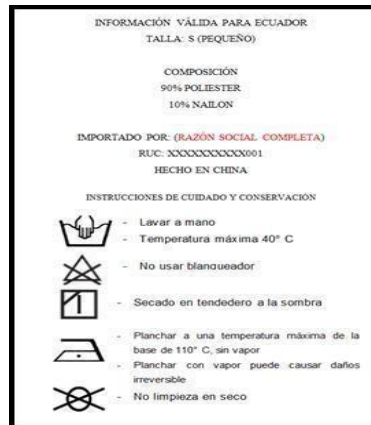 INFORMACIÓN VÁLIDA PARA ECUADOR
TALLA: S (PEQUEÑO)
COMPOSICIÓN
90% POLIESTER
10% NAILON
IMPORTADO POR: (RAZÓN SOCIAL COMPLETA)
RUC: XXXXXXXXXX001
HECHO EN CHINA
INSTRUCCIONES DE CUIDADO Y CONSERVACIÓN
- Lavar a mano
- Temperatura máxima 40° C
- No usar blanqueador
- Secado en tendedero a la sombra
- Planchar a una temperatura máxima de la
base de 110° C, sin vapor
- Planchar con vapor puede causar daños
irreversible
- No limpieza en seco